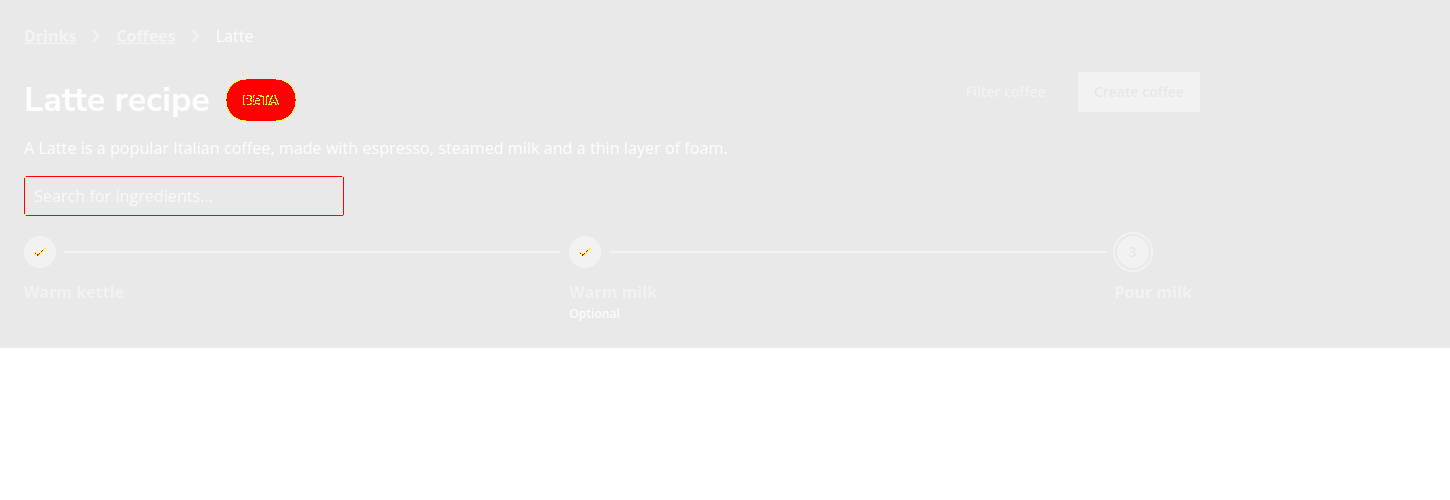 Drinks Coffees Latte
Latte recipe BETA
Filter coffee Create coffee
A Latte is a popular Italian coffee, made with espresso, steamed milk and a thin layer of foam.
Search for ingredients...
3
Warm kettle Warm milk Pour milk
Optional